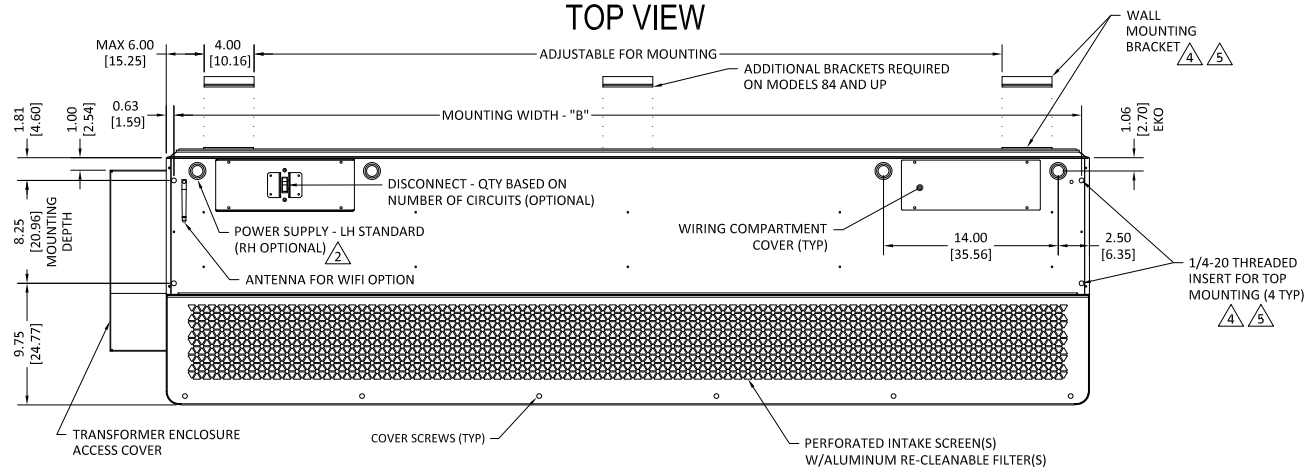 TOP VIEW
MAX 6.00
[15.25]
4.00
[10.16]
ADJUSTABLE FOR MOUNTING
WALL
MOUNTING
BRACKET 4 5
ADDITIONAL BRACKETS REQUIRED
ON MODELS 84 AND UP
1.81
[4.60]
1.00
[2.54]
0.63
[1.59]
MOUNTING WIDTH - "B"
1.06
[2.70]
EKO
DISCONNECT - QTY BASED ON
NUMBER OF CIRCUITS (OPTIONAL)
8.25
[20.96]
MOUNTING
DEPTH
POWER SUPPLY - LH STANDARD
(RH OPTIONAL) 2
WIRING COMPARTMENT
COVER (TYP)
14.00
[35.56]
2.50
[6.35]
ANTENNA FOR WIFI OPTION
1/4-20 THREADED
INSERT FOR TOP
MOUNTING (4 TYP)
4 5
9.75
[24.77]
TRANSFORMER ENCLOSURE
ACCESS COVER
COVER SCREWS (TYP)
PERFORATED INTAKE SCREEN(S)
W/ALUMINUM RE-CLEANABLE FILTER(S)